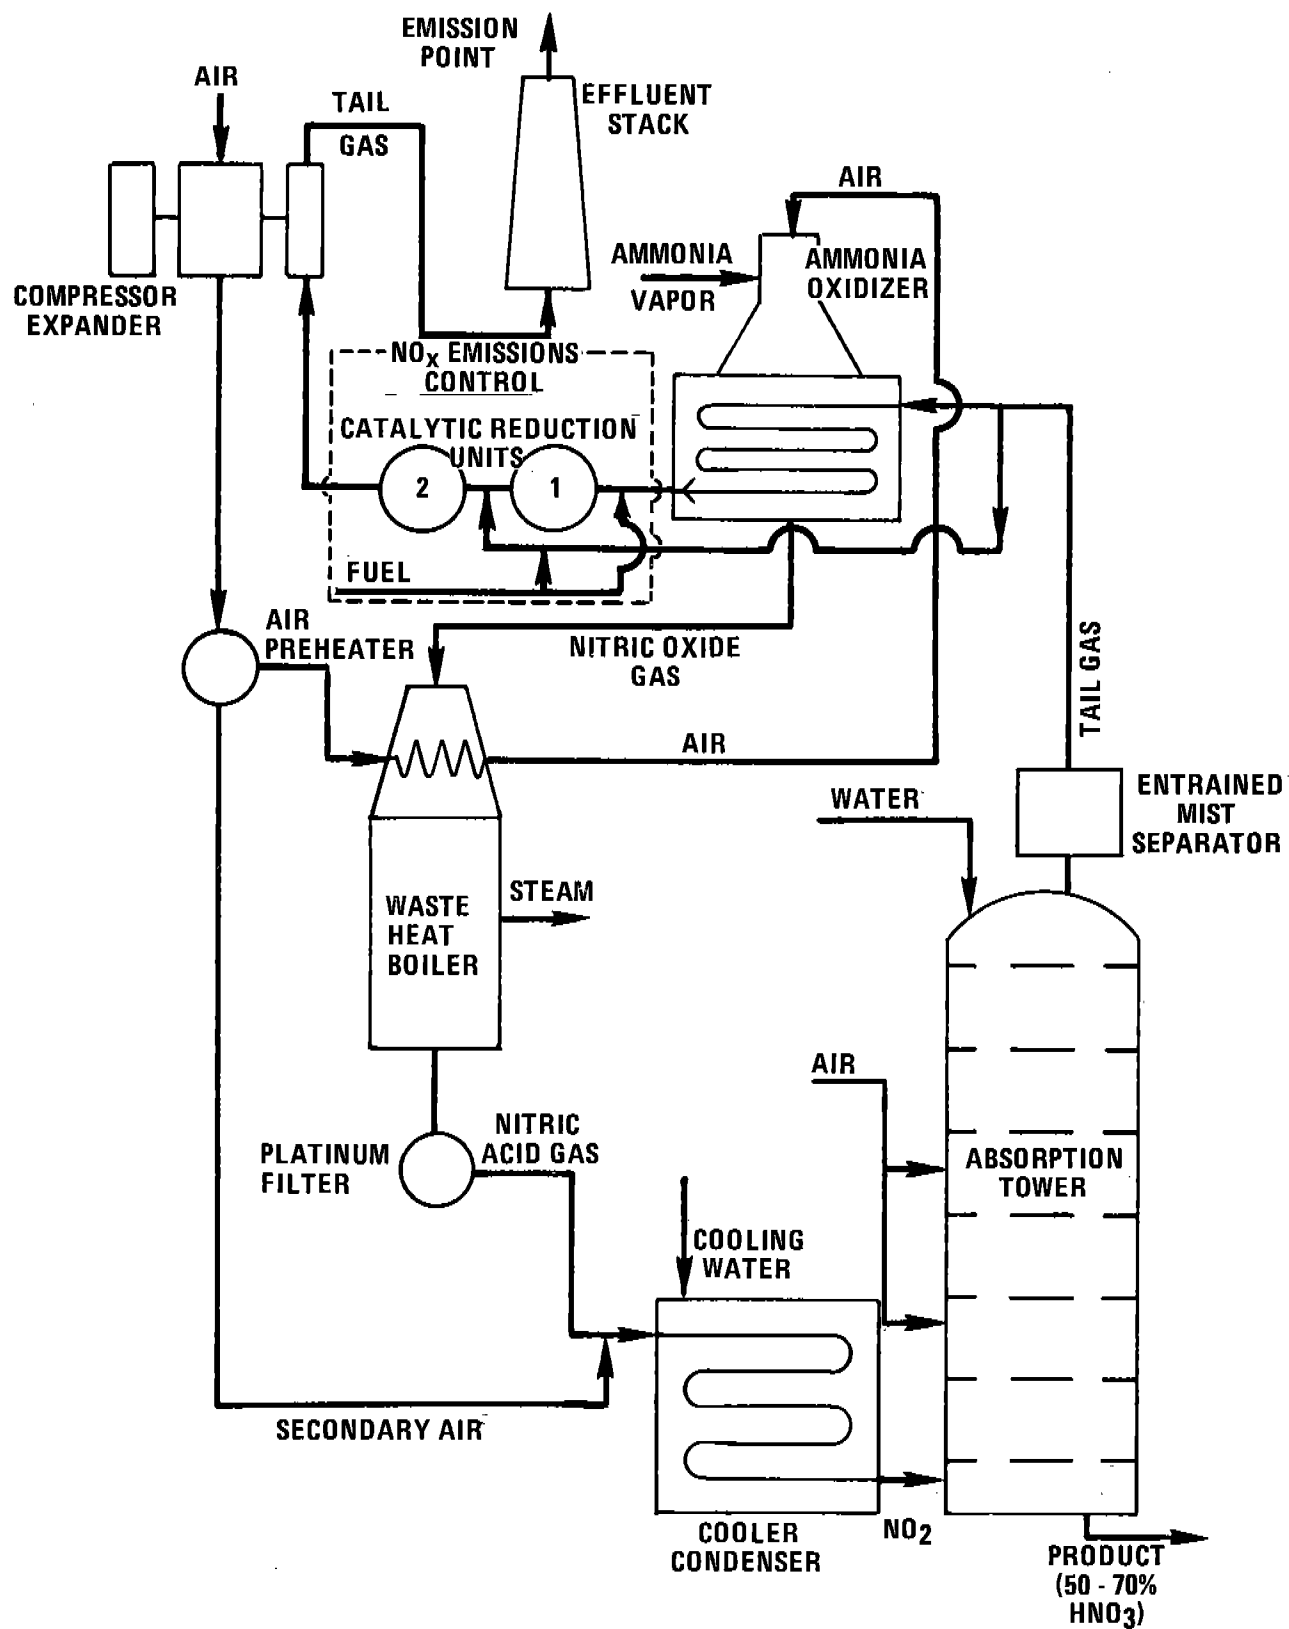 EMISSION
POINT
AIR
TAIL
GAS
EFFLUENT
STACK
AIR
AMMONIA
VAPOR
AMMONIA
OXIDIZER
COMPRESSOR
EXPANDER
NOx EMISSIONS
CONTROL
CATALYTIC REDUCTION
UNITS
2
1
FUEL
AIR
PREHEATER
NITRIC OXIDE
GAS
TAIL GAS
AIR
WATER
ENTRAINED
MIST
SEPARATOR
STEAM
WASTE
HEAT
BOILER
AIR
NITRIC
ACID GAS
PLATINUM
FILTER
ABSORPTION
TOWER
COOLING
WATER
SECONDARY AIR
COOLER
CONDENSER
NO2
PRODUCT
(50 - 70%
HNO3)